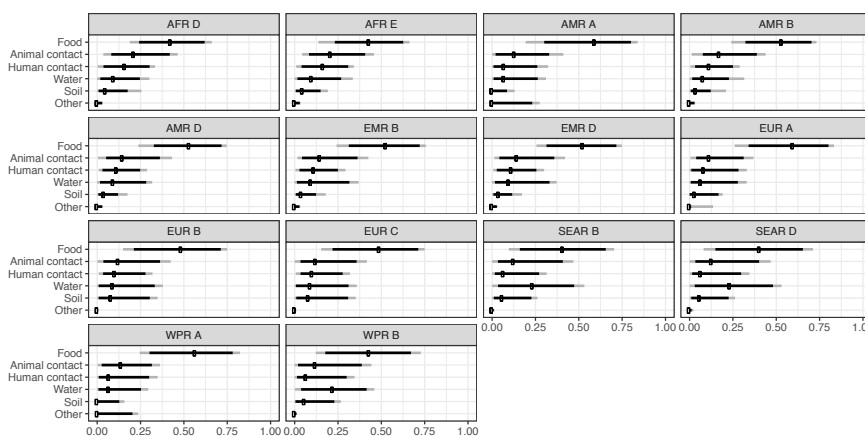 AFR D AFR E AMR A AMR B
Food
Animal contact
Human contact
Water
Soil
Other
AMR D EMR B EMR D EUR A
Food
Animal contact
Human contact
Water
Soil
Other
EUR B EUR C SEAR B SEAR D
Food
Animal contact
Human contact
Water
Soil
Other
0.00 0.25 0.50 0.75 1.00 0.00 0.25 0.50 0.75 1.00
WPR A WPR B
Food
Animal contact
Human contact
Water
Soil
Other
0.00 0.25 0.50 0.75 1.00 0.00 0.25 0.50 0.75 1.00